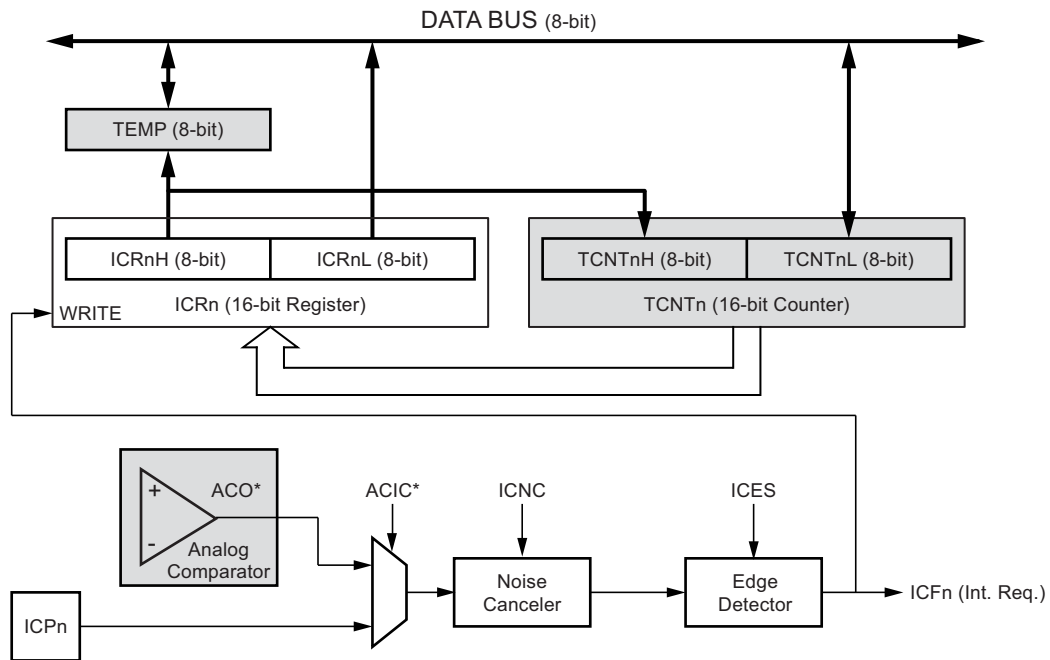 DATA BUS (8-bit)
TEMP (8-bit)
ICRnH (8-bit)
ICRnL (8-bit)
TCNTnH (8-bit)
TCNTnL (8-bit)
WRITE
ICRn (16-bit Register)
TCNTn (16-bit Counter)
+
-
ACO*
Analog
Comparator
ACIC*
ICNC
ICES
Noise
Canceler
Edge
Detector
ICFn (Int. Req.)
ICPn